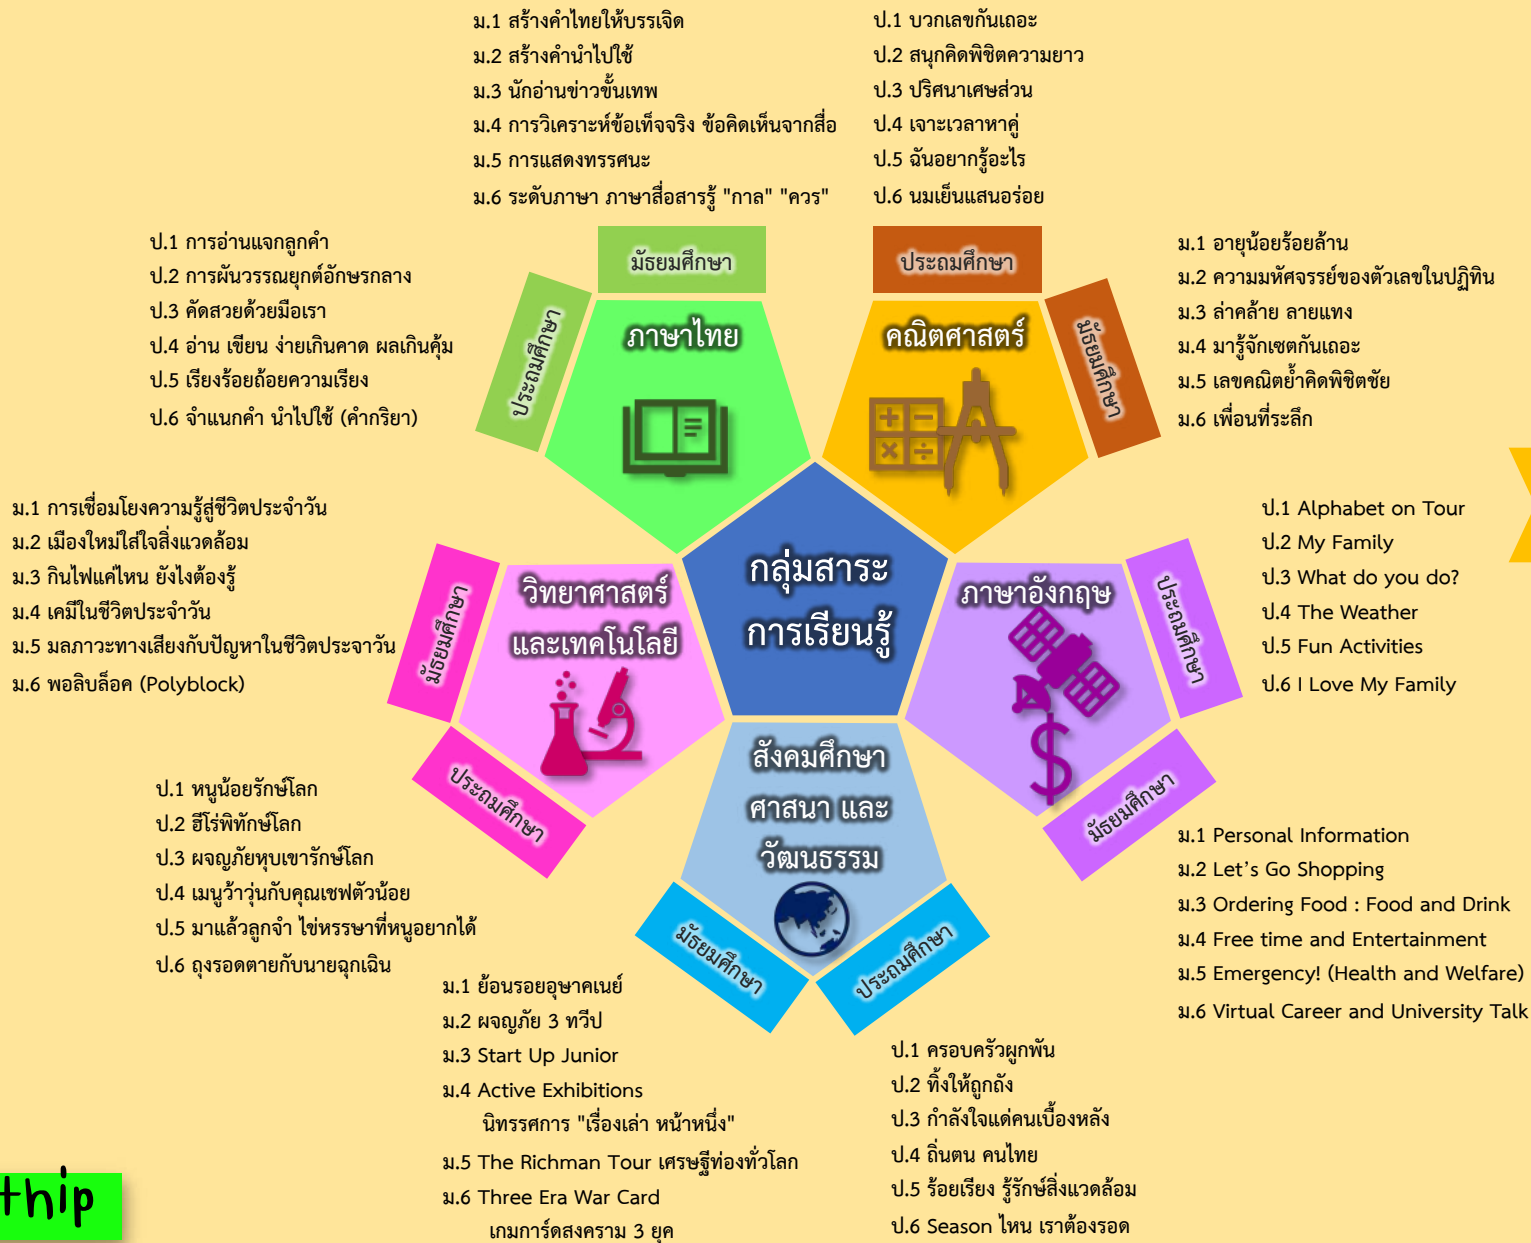 ม.1 สร้างคำไทยให้บรรเจิด
ม.2 สร้างคำนำไปใช้
ม.3 นักอ่านข่าวขั้นเทพ
ม.4 การวิเคราะห์ข้อเท็จจริง ข้อคิดเห็นจากสื่อ
ม.5 การแสดงทรรศนะ
ม.6 ระดับภาษา ภาษาสื่อสารรู้ "กาล" "ควร"
ป.1 บวกเลขกันเถอะ
ป.2 สนุกคิดพิชิตความยาว
ป.3 ปริศนาเศษส่วน
ป.4 เจาะเวลาหาคู่
ป.5 ฉันอยากรู้อะไร
ป.6 นมเย็นแสนอร่อย
ป.1 การอ่านแจกลูกคำ
ป.2 การผันวรรณยุกต์อักษรกลาง
ป.3 คัดสวยด้วยมือเรา
ป.4 อ่าน เขียน ง่ายเกินคาด ผลเกินคุ้ม
ป.5 เรียงร้อยถ้อยความเรียง
ป.6 จำแนกคำ นำไปใช้ (คำกริยา)
มัธยมศึกษา
ประถมศึกษา
ภาษาไทย
ประถมศึกษา
มัธยมศึกษา
คณิตศาสตร์
ม.1 อายุน้อยร้อยล้าน
ม.2 ความมหัศจรรย์ของตัวเลขในปฏิทิน
ม.3 ล่าคล้าย ลายแทง
ม.4 มารู้จักเซตกันเถอะ
ม.5 เลขคณิตย้ำคิดพิชิตชัย
ม.6 เพื่อนที่ระลึก
ม.1 การเชื่อมโยงความรู้สู่ชีวิตประจำวัน
ม.2 เมืองใหม่ใส่ใจสิ่งแวดล้อม
ม.3 กินไฟแค่ไหน ยังไงต้องรู้
ม.4 เคมีในชีวิตประจำวัน
ม.5 มลภาวะทางเสียงกับปัญหาในชีวิตประจาวัน
ม.6 พอลิบล็อค (Polyblock)
มัธยมศึกษา
วิทยาศาสตร์
และเทคโนโลยี
ประถมศึกษา
กลุ่มสาระ
การเรียนรู้
ภาษาอังกฤษ
ประถมศึกษา
มัธยมศึกษา
ป.1 Alphabet on Tour
ป.2 My Family
ป.3 What do you do?
ป.4 The Weather
ป.5 Fun Activities
ป.6 I Love My Family
สังคมศึกษา
ศาสนา และ
วัฒนธรรม
มัธยมศึกษา
ประถมศึกษา
ป.1 หนูน้อยรักษ์โลก
ป.2 ฮีโร่พิทักษ์โลก
ป.3 ผจญภัยหุบเขารักษ์โลก
ป.4 เมนูว้าวุ่นกับคุณเชฟตัวน้อย
ป.5 มาแล้วลูกจ๋า ไข่หรรษาที่หนูอยากได้
ป.6 ถุงรอดตายกับนายฉุกเฉิน
ม.1 Personal Information
ม.2 Let’s Go Shopping
ม.3 Ordering Food : Food and Drink
ม.4 Free time and Entertainment
ม.5 Emergency! (Health and Welfare)
ม.6 Virtual Career and University Talk
ม.1 ย้อนรอยอุษาคเนย์
ม.2 ผจญภัย 3 ทวีป
ม.3 Start Up Junior
ม.4 Active Exhibitions
นิทรรศการ "เรื่องเล่า หน้าหนึ่ง"
ม.5 The Richman Tour เศรษฐีท่องทั่วโลก
ม.6 Three Era War Card
เกมการ์ดสงคราม 3 ยุค
ป.1 ครอบครัวผูกพัน
ป.2 ทิ้งให้ถูกถัง
ป.3 กำลังใจแด่คนเบื้องหลัง
ป.4 ถิ่นตน คนไทย
ป.5 ร้อยเรียง รู้รักษ์สิ่งแวดล้อม
ป.6 Season ไหน เราต้องรอด
thip